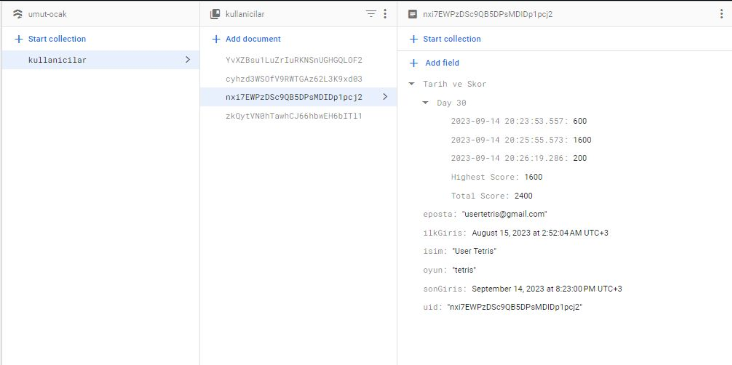 umut-ocak
Start collection
kullanicilar
kullanicilar
Add document
YvXZBsu1LuZrIuRKNSnUGHGQLOF2
cyhzd3WSOfV9RWTGAz62L3K9xd03
nxi7EWPzDSc9QB5DPsMDIDp1pcj2
zkQytVN0hTawhCJ66hbwEH6bITl1
nxi7EWPzDSc9QB5DPsMDIDp1pcj2
Start collection
Add field
Tarih ve Skor
Day 30
2023-09-14 20:23:53.557: 600
2023-09-14 20:25:55.573: 1600
2023-09-14 20:26:19.286: 200
Highest Score: 1600
Total Score: 2400
eposta: "usertetris@gmail.com"
ilkGiris: August 15, 2023 at 2:52:04 AM UTC+3
isim: "User Tetris"
oyun: "tetris"
sonGiris: September 14, 2023 at 8:23:00 PM UTC+3
uid: "nxi7EWPzDSc9QB5DPsMDIDp1pcj2"